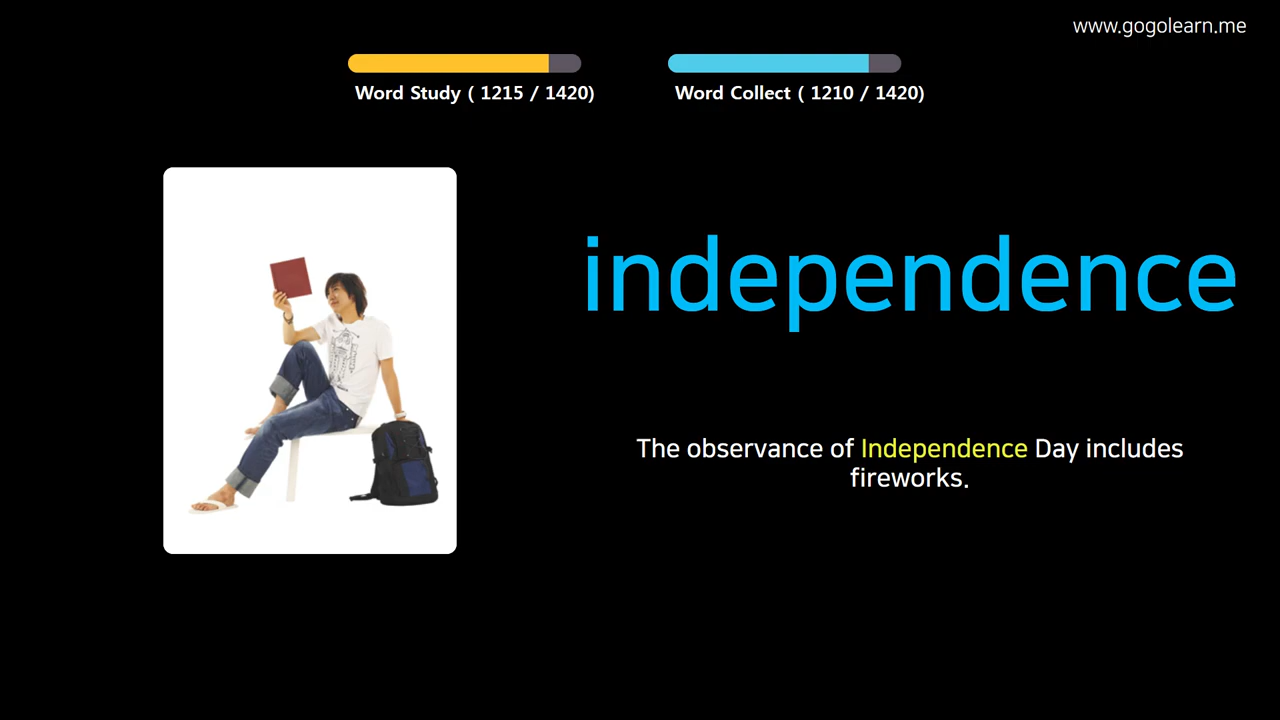 www.gogolearn.me
Word Study ( 1215 / 1420)
Word Collect ( 1210 / 1420)
independence
The observance of Independence Day includes
fireworks.